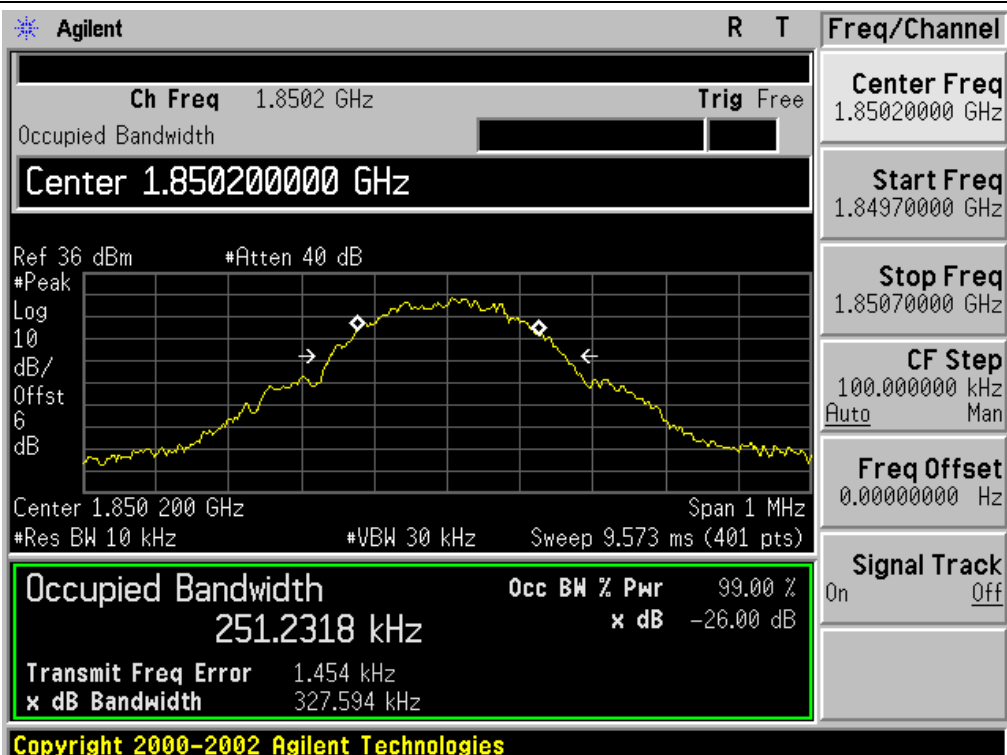 Agilent R T
Ch Freq 1.8502 GHz Trig Free
Occupied Bandwidth
Center 1.850200000 GHz
Ref 36 dBm #Atten 40 dB
#Peak
Log
10
dB/
Offst
6
dB
Center 1.850 200 GHz Span 1 MHz
#Res BW 10 kHz #VBW 30 kHz Sweep 9.573 ms (401 pts)
Occupied Bandwidth Occ BW % Pwr 99.00 %
251.2318 kHz x dB -26.00 dB
Transmit Freq Error 1.454 kHz
x dB Bandwidth 327.594 kHz
Copyright 2000-2002 Agilent Technologies
Freq/Channel
Center Freq
1.85020000 GHz
Start Freq
1.84970000 GHz
Stop Freq
1.85070000 GHz
CF Step
100.000000 kHz
Auto Man
Freq Offset
0.00000000 Hz
Signal Track
On Off